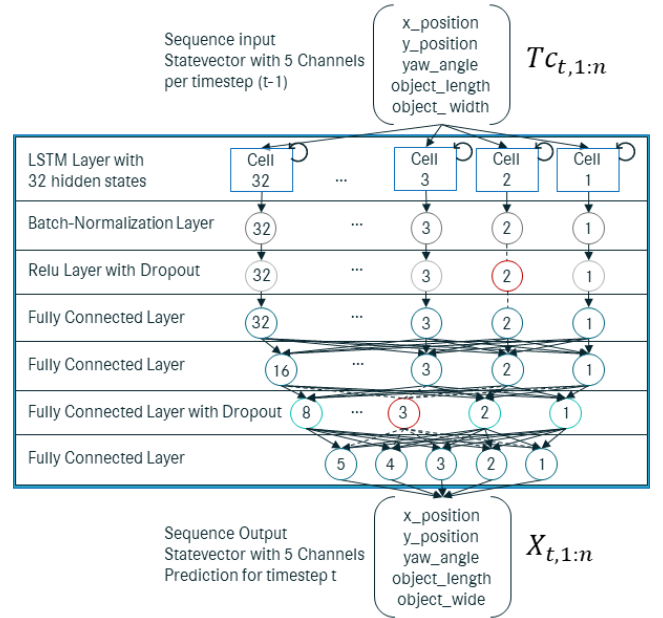 Sequence input
Statevector with 5 Channels
per timestep (t-1)
x_position
y_position
yaw_angle
object_length
object_ width
Tc_{t,1:n}
LSTM Layer with
32 hidden states
Cell 32
...
Cell 3
Cell 2
Cell 1
Batch-Normalization Layer
32 ... 3 2 1
Relu Layer with Dropout
32 ... 3 2 1
Fully Connected Layer
32 ... 3 2 1
Fully Connected Layer
16 ... 3 2 1
Fully Connected Layer with Dropout
8 ... 3 2 1
Fully Connected Layer
5 4 3 2 1
Sequence Output
Statevector with 5 Channels
Prediction for timestep t
x_position
y_position
yaw_angle
object_length
object_wide
X_{t,1:n}